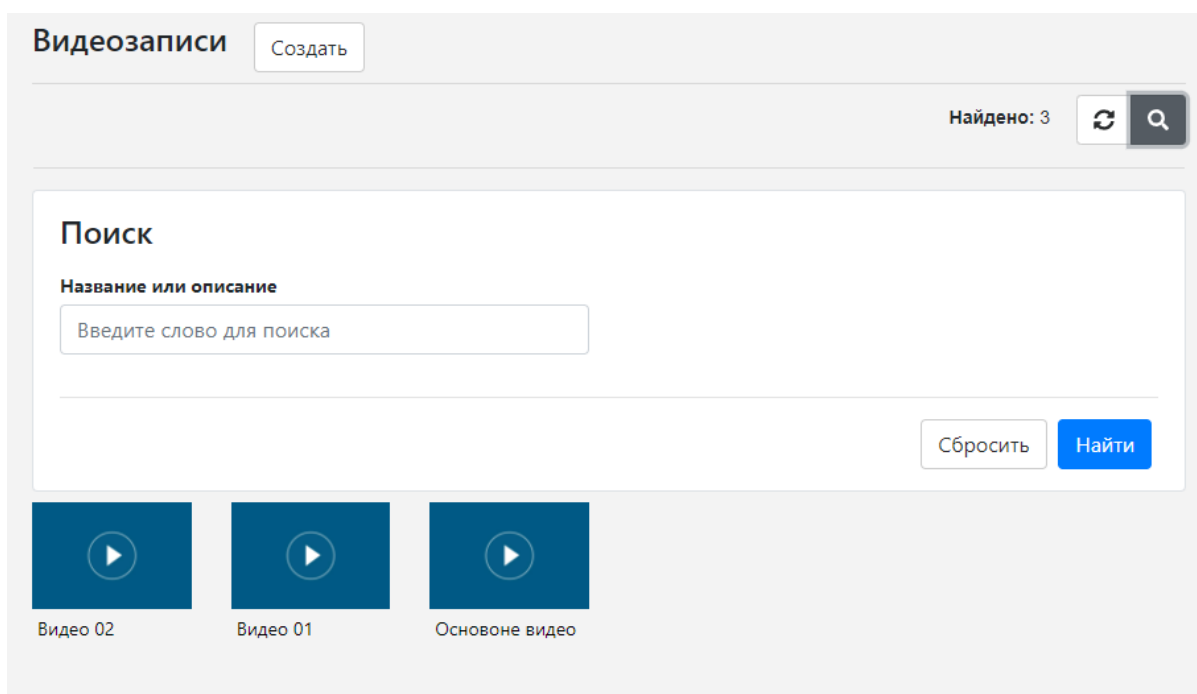 Видеозаписи Создать
Найдено: 3
Поиск
Название или описание
Введите слово для поиска
Сбросить Найти
Видео 02 Видео 01 Основоне видео